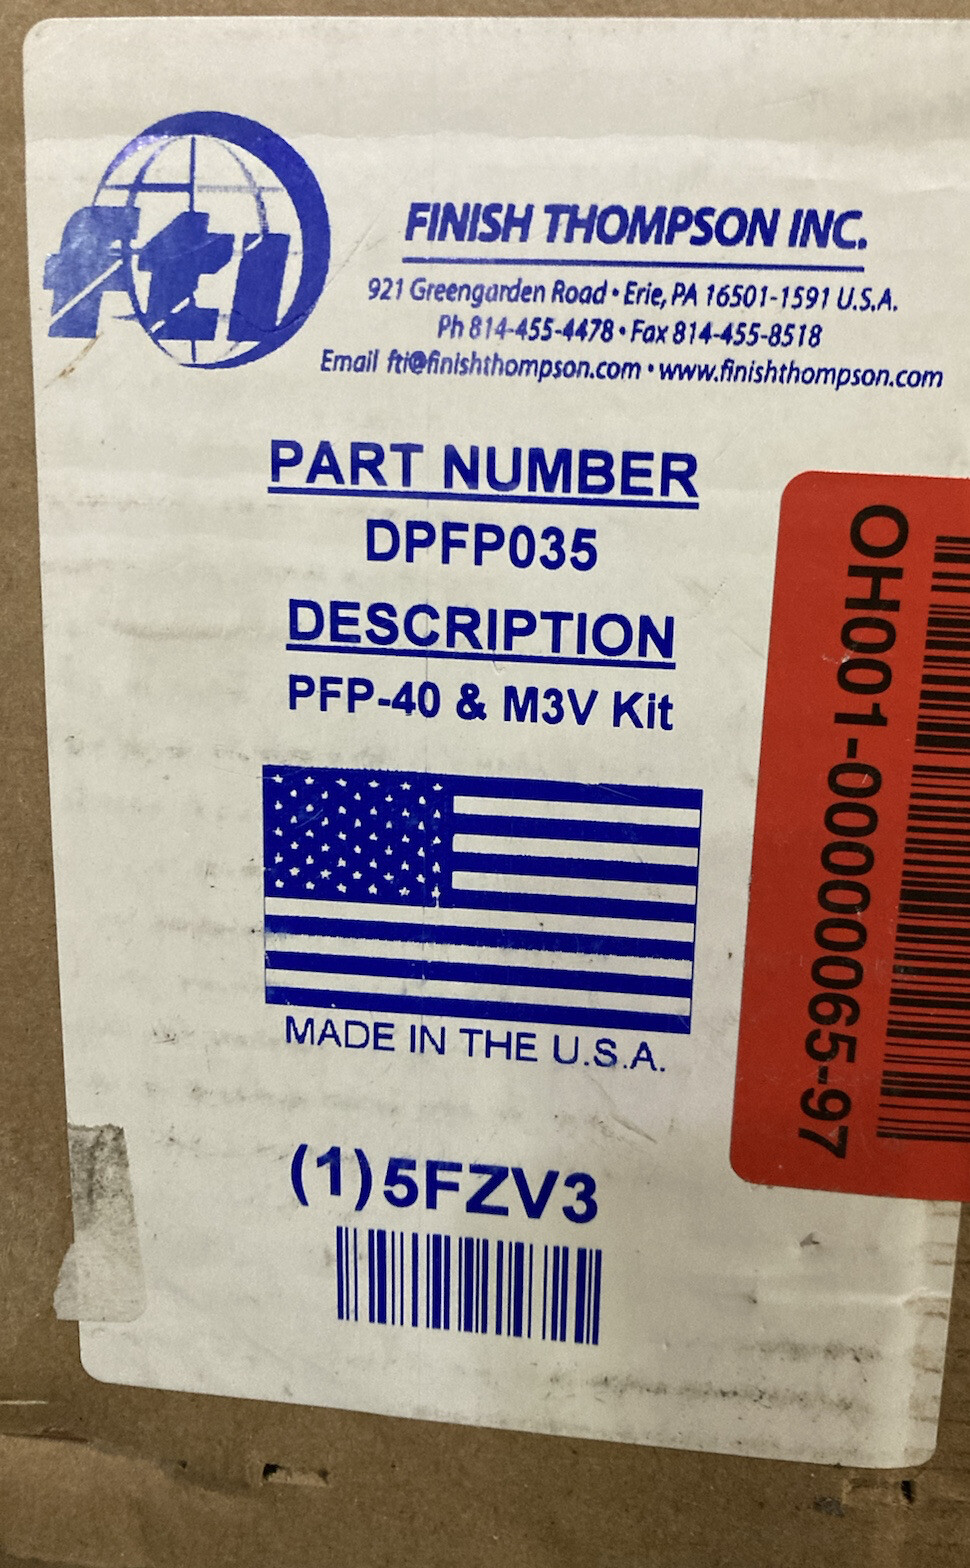 fti
FINISH THOMPSON INC.
921 Greengarden Road • Erie, PA 16501-1591 U.S.A.
Ph 814-455-4478 • Fax 814-455-8518
Email fti@finishthompson.com • www.finishthompson.com
PART NUMBER
DPFP035
DESCRIPTION
PFP-40 & M3V Kit
MADE IN THE U.S.A.
(1)5FZV3
OH001-0000065-97